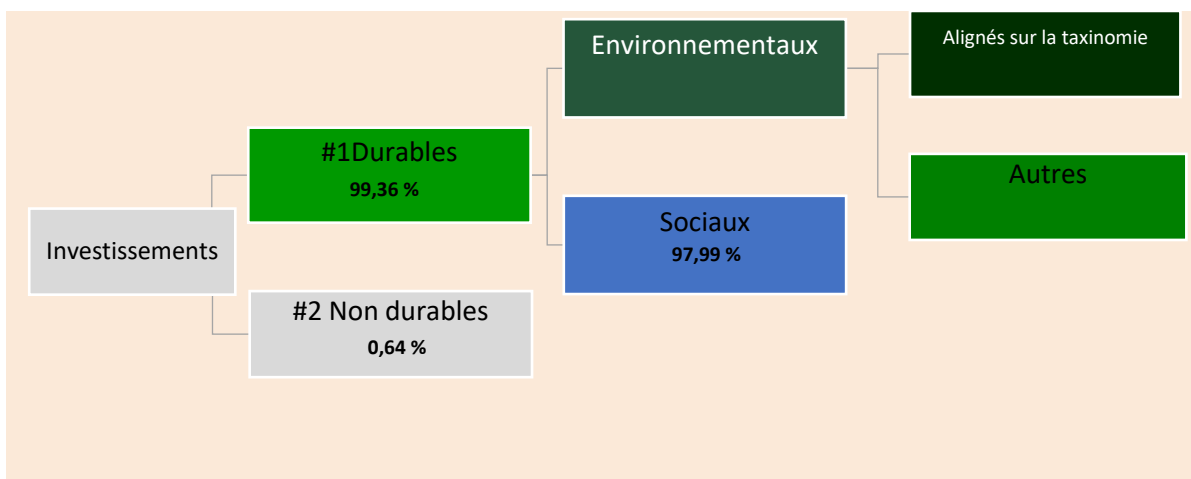 Investissements
#1Durables
99,36 %
#2 Non durables
0,64 %
Environnementaux
Sociaux
97,99 %
Alignés sur la taxinomie
Autres